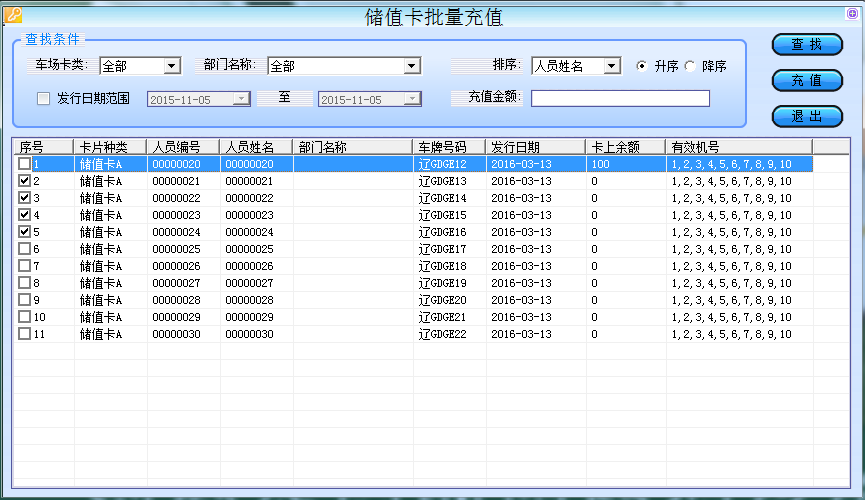 储值卡批量充值
查找条件
车场卡类: 全部 部门名称: 全部 排序: 人员姓名 升序 降序
发行日期范围 2015-11-05 至 2015-11-05 充值金额:
查 找
充 值
退 出
序号 卡片种类 人员编号 人员姓名 部门名称 车牌号码 发行日期 卡上余额 有效机号
1 储值卡A 00000020 00000020 辽GDGE12 2016-03-13 100 1,2,3,4,5,6,7,8,9,10
2 储值卡A 00000021 00000021 辽GDGE13 2016-03-13 0 1,2,3,4,5,6,7,8,9,10
3 储值卡A 00000022 00000022 辽GDGE14 2016-03-13 0 1,2,3,4,5,6,7,8,9,10
4 储值卡A 00000023 00000023 辽GDGE15 2016-03-13 0 1,2,3,4,5,6,7,8,9,10
5 储值卡A 00000024 00000024 辽GDGE16 2016-03-13 0 1,2,3,4,5,6,7,8,9,10
6 储值卡A 00000025 00000025 辽GDGE17 2016-03-13 0 1,2,3,4,5,6,7,8,9,10
7 储值卡A 00000026 00000026 辽GDGE18 2016-03-13 0 1,2,3,4,5,6,7,8,9,10
8 储值卡A 00000027 00000027 辽GDGE19 2016-03-13 0 1,2,3,4,5,6,7,8,9,10
9 储值卡A 00000028 00000028 辽GDGE20 2016-03-13 0 1,2,3,4,5,6,7,8,9,10
10 储值卡A 00000029 00000029 辽GDGE21 2016-03-13 0 1,2,3,4,5,6,7,8,9,10
11 储值卡A 00000030 00000030 辽GDGE22 2016-03-13 0 1,2,3,4,5,6,7,8,9,10